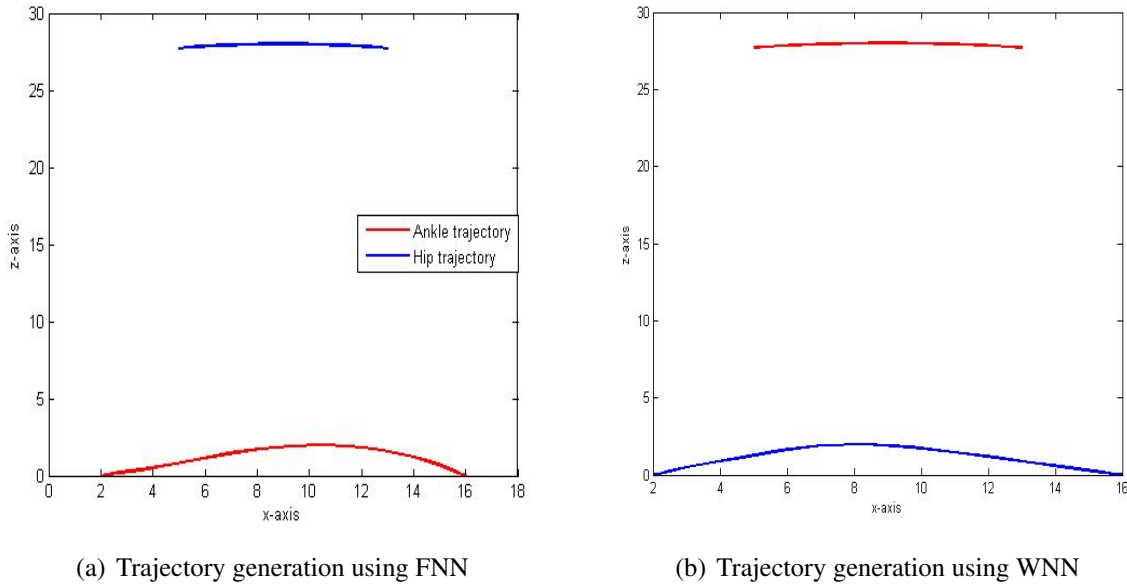 30
25
20
15
10
5
0
z-axis
0 2 4 6 8 10 12 14 16 18
x-axis
Ankle trajectory
Hip trajectory
(a) Trajectory generation using FNN
30
25
20
15
10
5
0
z-axis
2 4 6 8 10 12 14 16
x-axis
(b) Trajectory generation using WNN